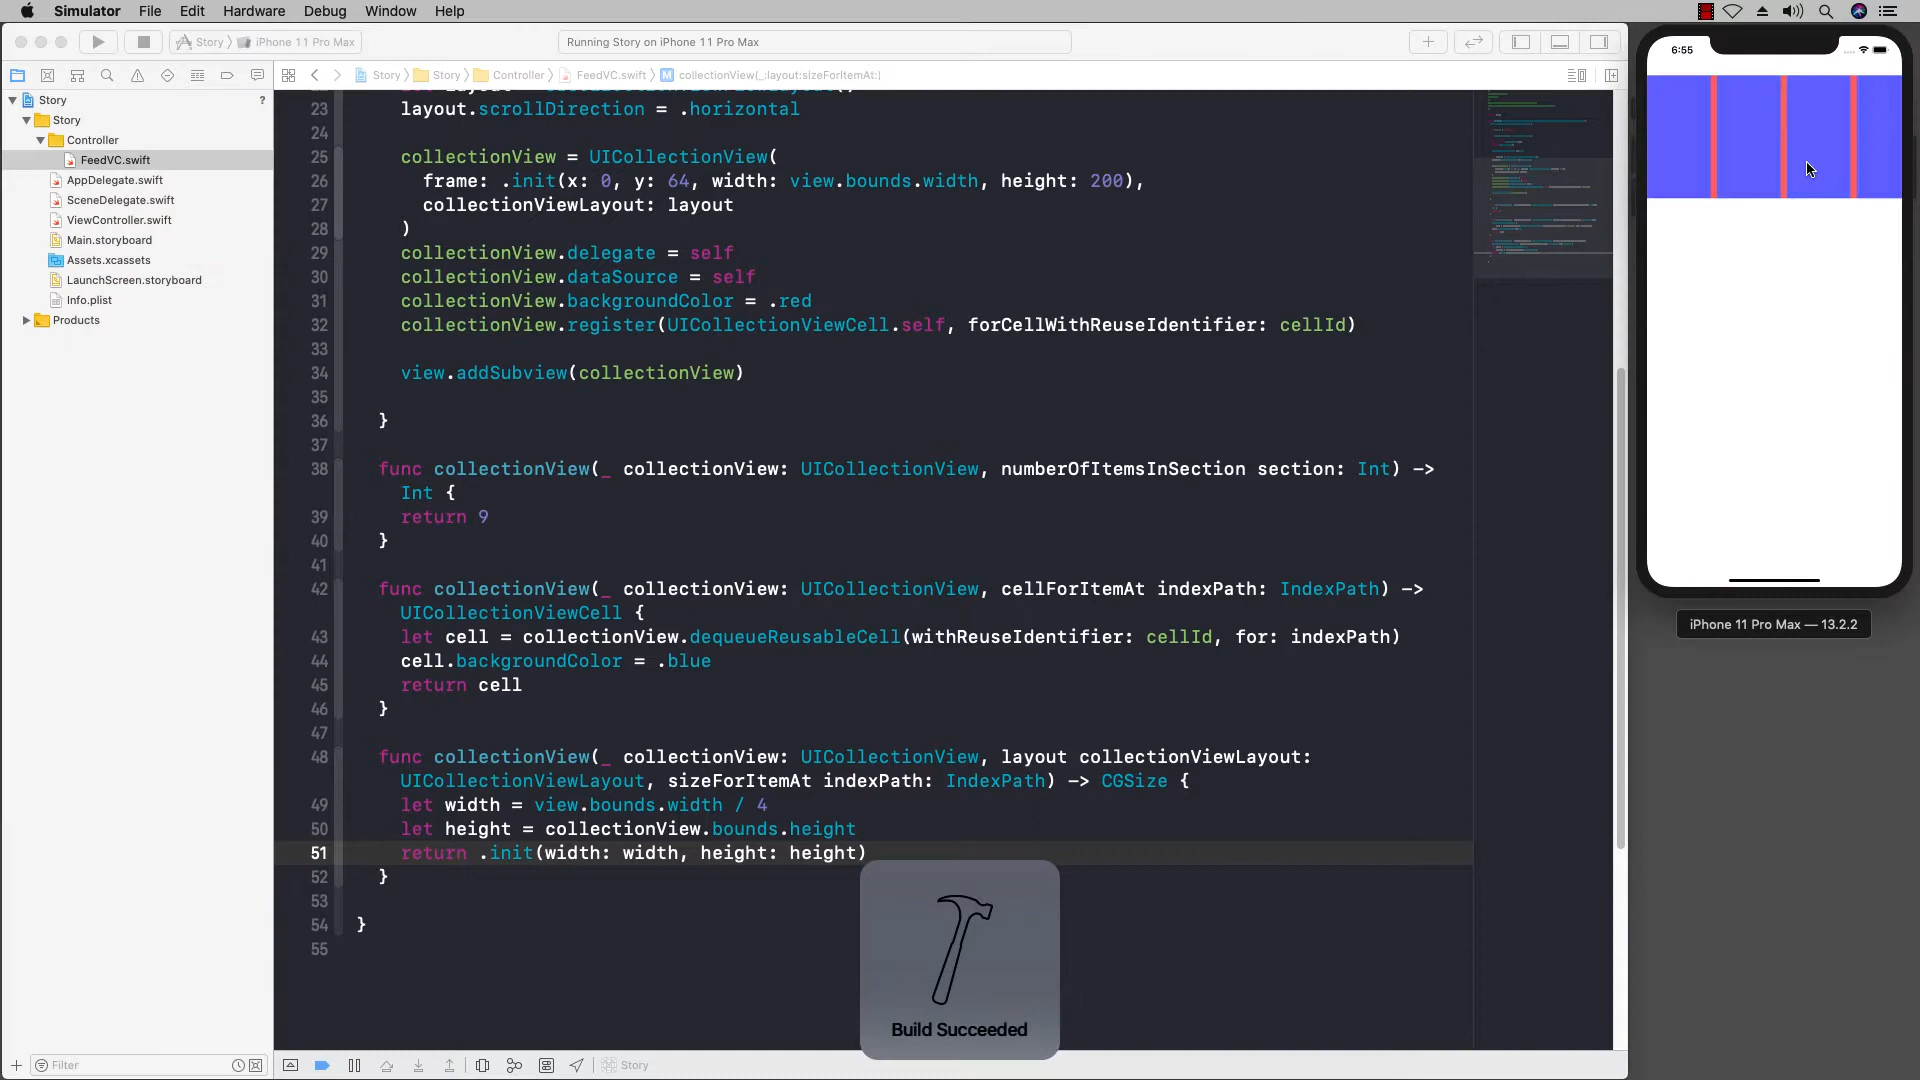 Simulator File Edit Hardware Debug Window Help
Story iPhone 11 Pro Max
Running Story on iPhone 11 Pro Max
6:55
Story Story Controller FeedVC.swift M collectionView(_:layout:sizeForItemAt:)
Story ?
Story
Controller
FeedVC.swift
AppDelegate.swift
SceneDelegate.swift
ViewController.swift
Main.storyboard
Assets.xcassets
LaunchScreen.storyboard
Info.plist
Products
23 layout.scrollDirection = .horizontal
24
25 collectionView = UICollectionView(
26 frame: .init(x: 0, y: 64, width: view.bounds.width, height: 200),
27 collectionViewLayout: layout
28 )
29 collectionView.delegate = self
30 collectionView.dataSource = self
31 collectionView.backgroundColor = .red
32 collectionView.register(UICollectionViewCell.self, forCellWithReuseIdentifier: cellId)
33
34 view.addSubview(collectionView)
35
36 }
37
38 func collectionView(_ collectionView: UICollectionView, numberOfItemsInSection section: Int) ->
Int {
39 return 9
40 }
41
42 func collectionView(_ collectionView: UICollectionView, cellForItemAt indexPath: IndexPath) ->
UICollectionViewCell {
43 let cell = collectionView.dequeueReusableCell(withReuseIdentifier: cellId, for: indexPath)
44 cell.backgroundColor = .blue
45 return cell
46 }
47
48 func collectionView(_ collectionView: UICollectionView, layout collectionViewLayout:
UICollectionViewLayout, sizeForItemAt indexPath: IndexPath) -> CGSize {
49 let width = view.bounds.width / 4
50 let height = collectionView.bounds.height
51 return .init(width: width, height: height)
52 }
53
54 }
55
Build Succeeded
iPhone 11 Pro Max — 13.2.2
Filter
Story